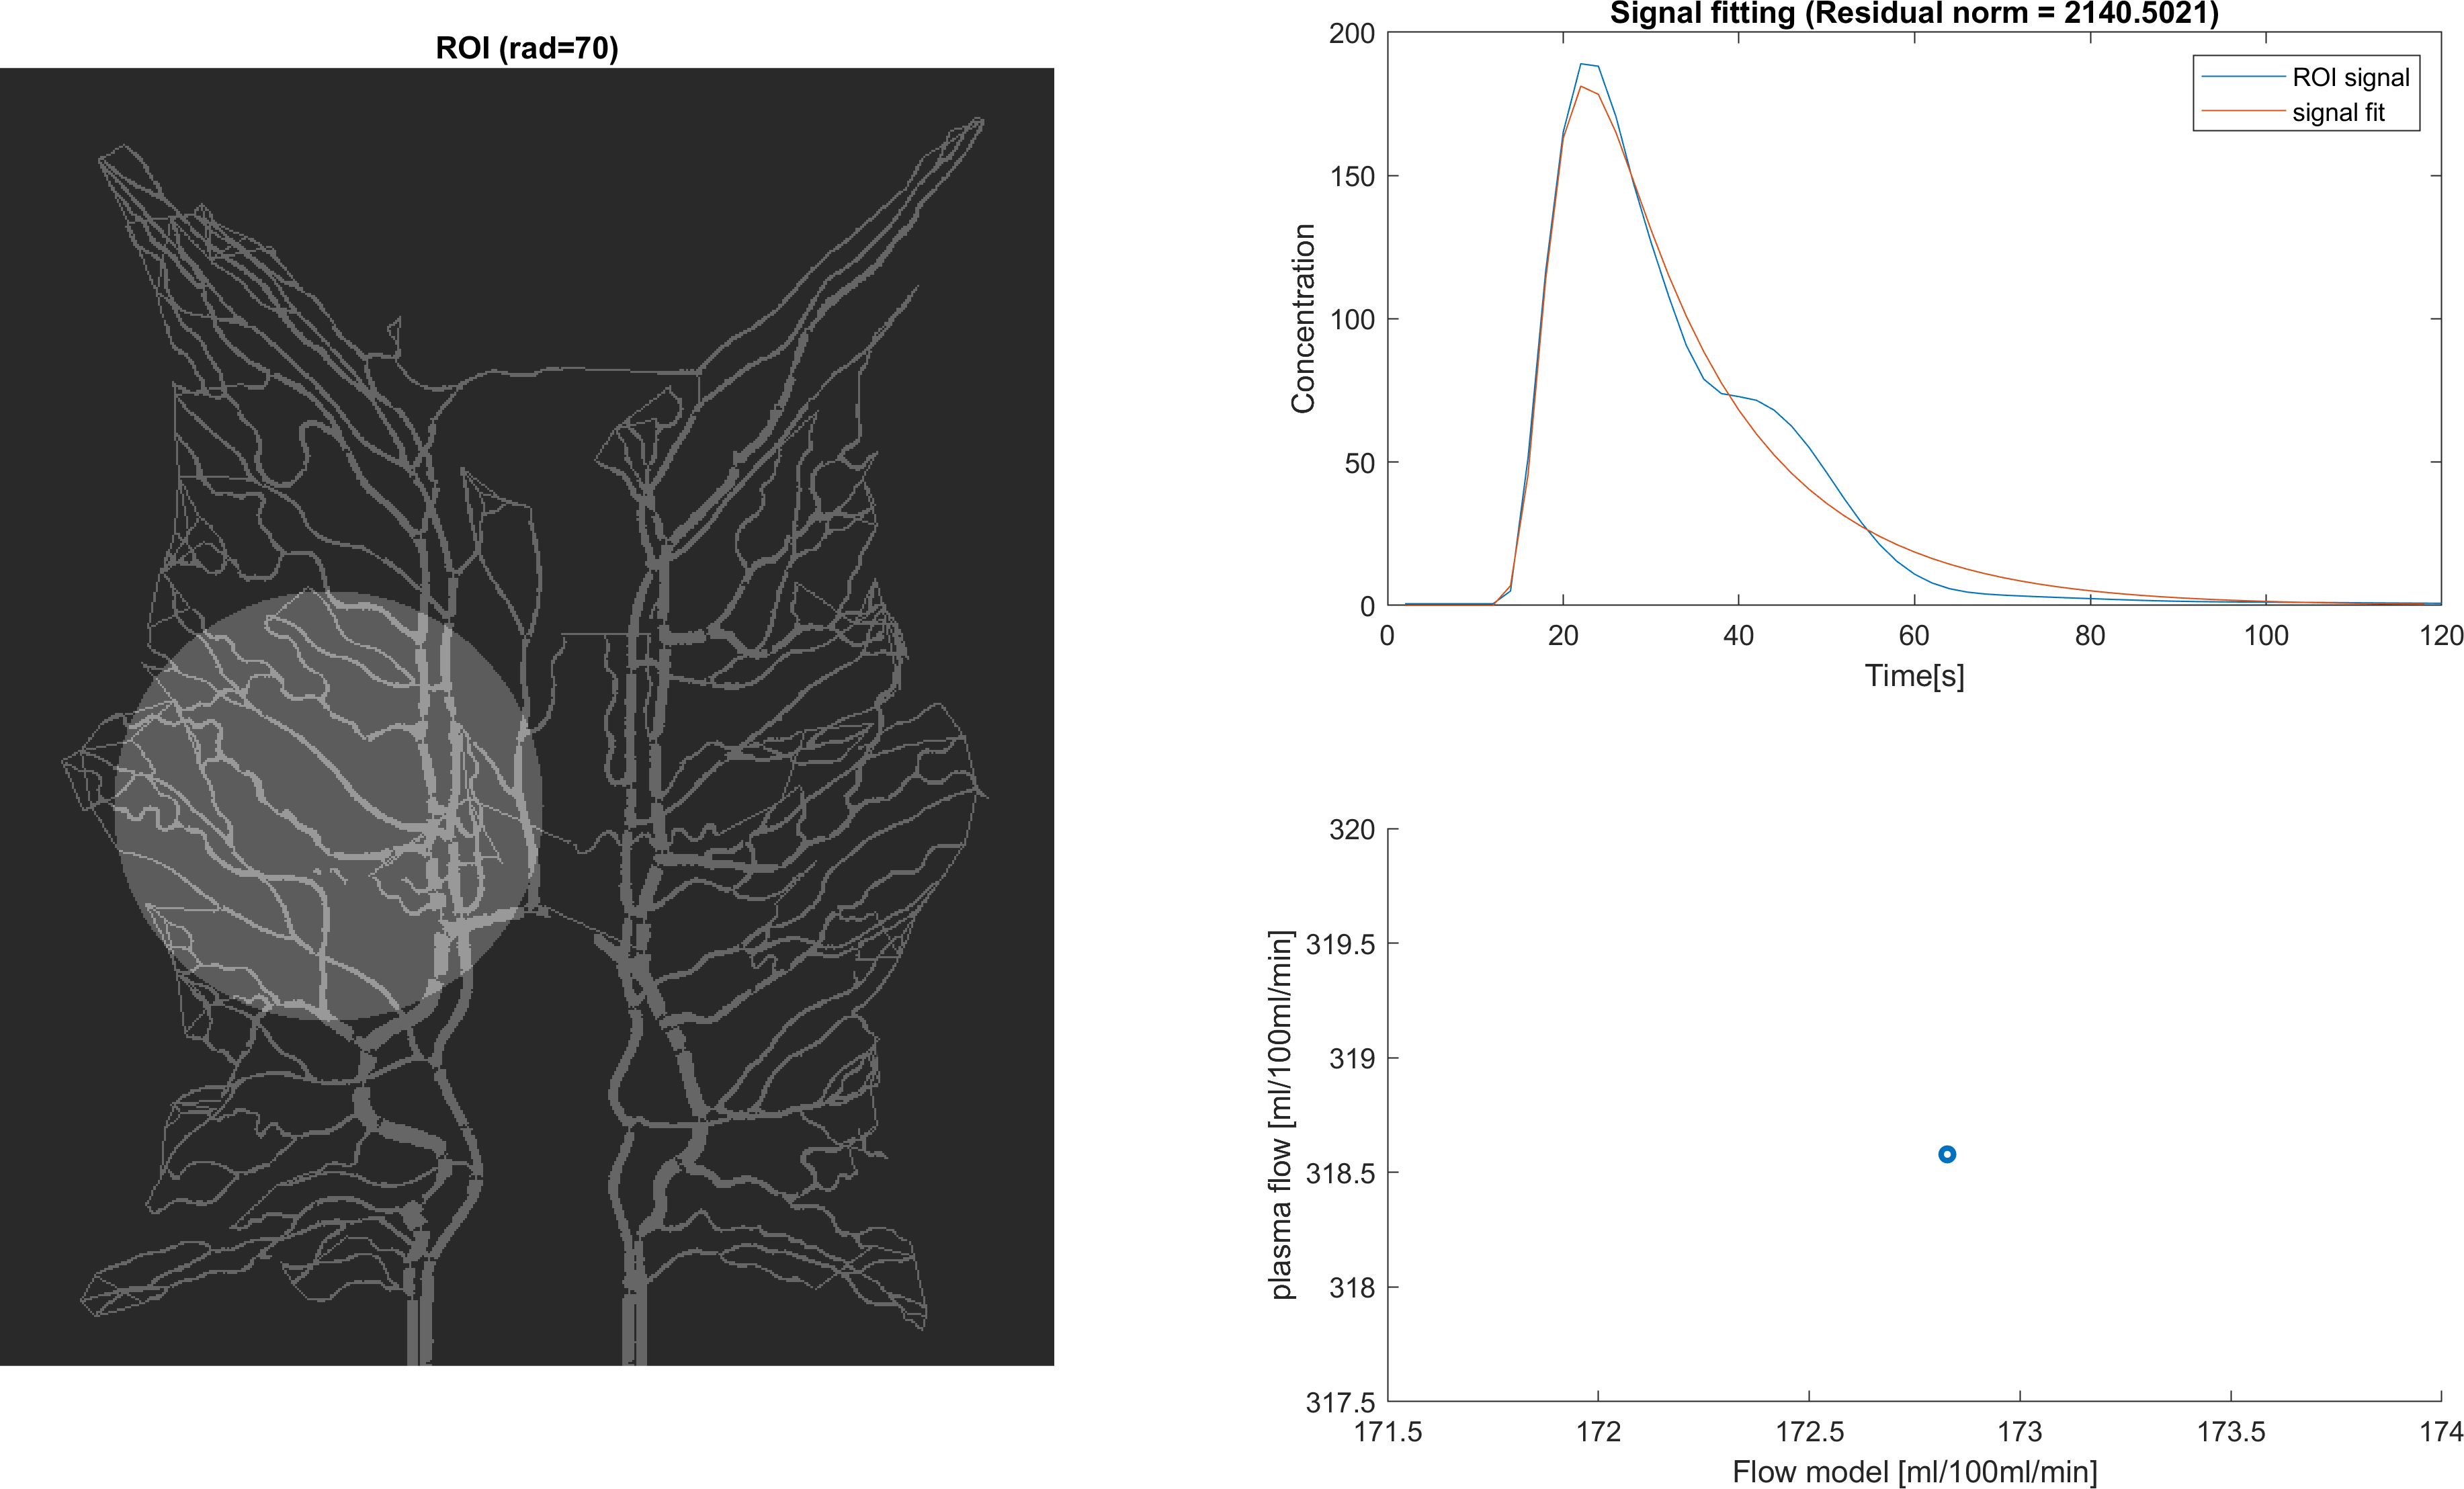 ROI (rad=70)
Signal fitting (Residual norm = 2140.5021)
200
150
100
50
0
Concentration
ROI signal
signal fit
0 20 40 60 80 100 120
Time[s]
320
319.5
319
318.5
318
317.5
plasma flow [ml/100ml/min]
171.5 172 172.5 173 173.5 174
Flow model [ml/100ml/min]